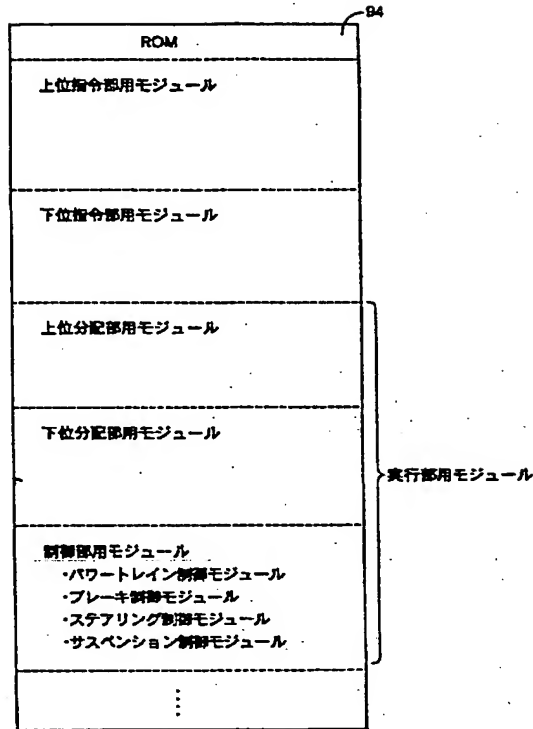 94
ROM
上位指令部用モジュール
下位指令部用モジュール
上位分配部用モジュール
下位分配部用モジュール
実行部用モジュール
制御部用モジュール
・パワートレイン制御モジュール
・ブレーキ制御モジュール
・ステアリング制御モジュール
・サスペンション制御モジュール